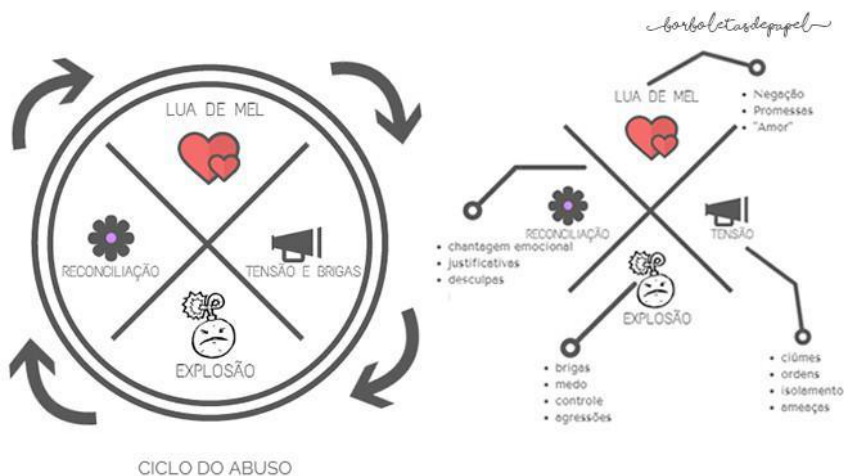 borboletasdepapel
LUA DE MEL
RECONCILIAÇÃO
TENSÃO E BRIGAS
EXPLOSÃO
CICLO DO ABUSO
LUA DE MEL
• Negação
• Promessas
• "Amor"
RECONCILIAÇÃO
• chantagem emocional
• justificativas
• desculpas
TENSÃO
EXPLOSÃO
• brigas
• medo
• controle
• agressões
• ciúmes
• ordens
• isolamento
• ameaças